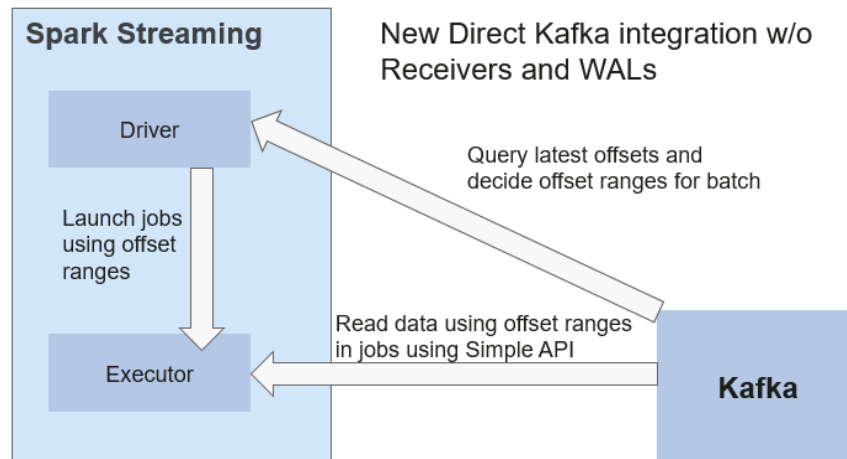 Spark Streaming
New Direct Kafka integration w/o
Receivers and WALs
Driver
Query latest offsets and
decide offset ranges for batch
Launch jobs
using offset
ranges
Read data using offset ranges
in jobs using Simple API
Executor
Kafka